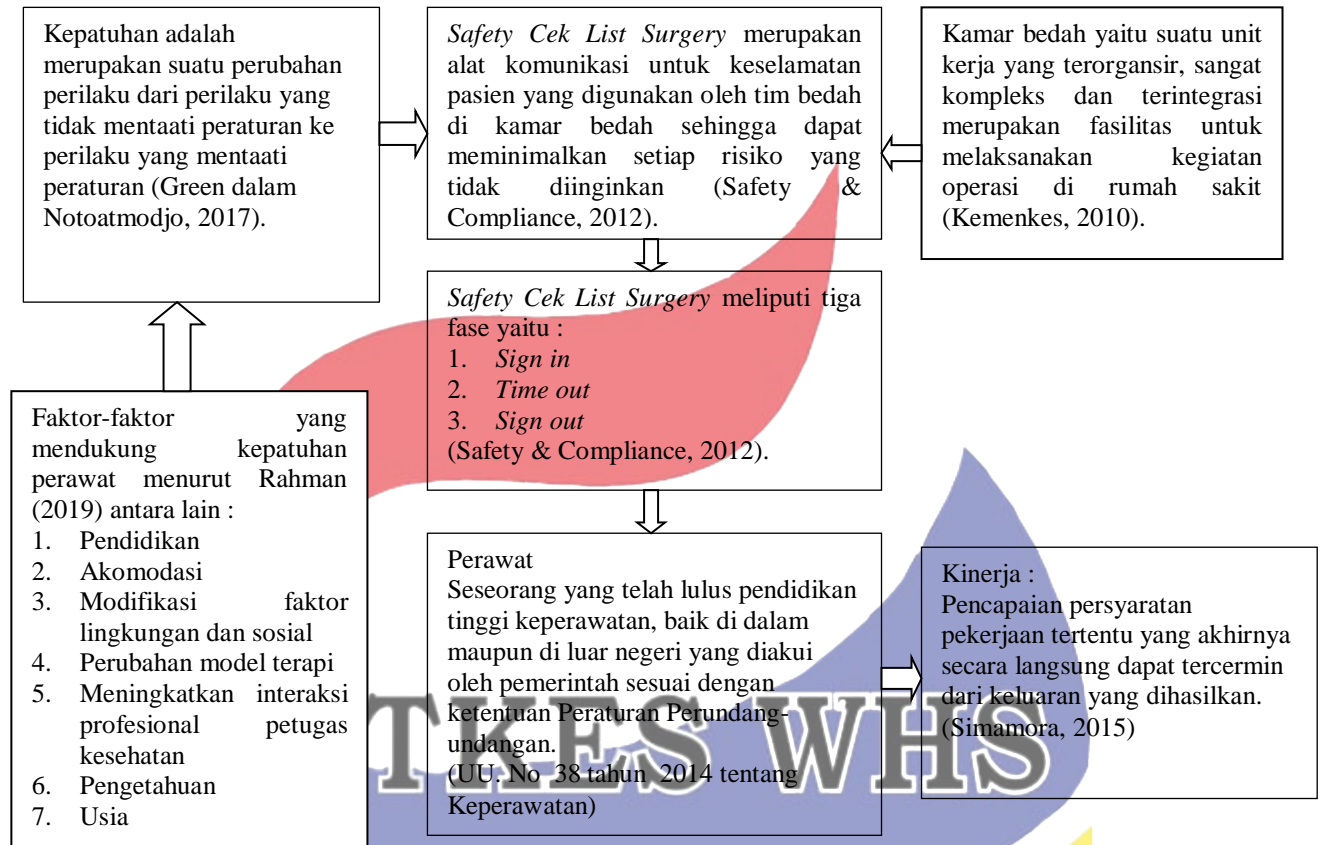 Kepatuhan adalah
merupakan suatu perubahan
perilaku dari perilaku yang
tidak mentaati peraturan ke
perilaku yang mentaati
peraturan (Green dalam
Notoatmodjo, 2017).
Safety Cek List Surgery merupakan
alat komunikasi untuk keselamatan
pasien yang digunakan oleh tim bedah
di kamar bedah sehingga dapat
meminimalkan setiap risiko yang
tidak diinginkan (Safety &
Compliance, 2012).
Kamar bedah yaitu suatu unit
kerja yang terorgansir, sangat
kompleks dan terintegrasi
merupakan fasilitas untuk
melaksanakan kegiatan
operasi di rumah sakit
(Kemenkes, 2010).
Safety Cek List Surgery meliputi tiga
fase yaitu :
1. Sign in
2. Time out
3. Sign out
(Safety & Compliance, 2012).
Faktor-faktor yang
mendukung kepatuhan
perawat menurut Rahman
(2019) antara lain :
1. Pendidikan
2. Akomodasi
3. Modifikasi faktor
lingkungan dan sosial
4. Perubahan model terapi
5. Meningkatkan interaksi
profesional petugas
kesehatan
6. Pengetahuan
7. Usia
Perawat
Seseorang yang telah lulus pendidikan
tinggi keperawatan, baik di dalam
maupun di luar negeri yang diakui
oleh pemerintah sesuai dengan
ketentuan Peraturan Perundang-
undangan.
(UU. No 38 tahun 2014 tentang
Keperawatan)
Kinerja :
Pencapaian persyaratan
pekerjaan tertentu yang akhirnya
secara langsung dapat tercermin
dari keluaran yang dihasilkan.
(Simamora, 2015)
TKES WHS